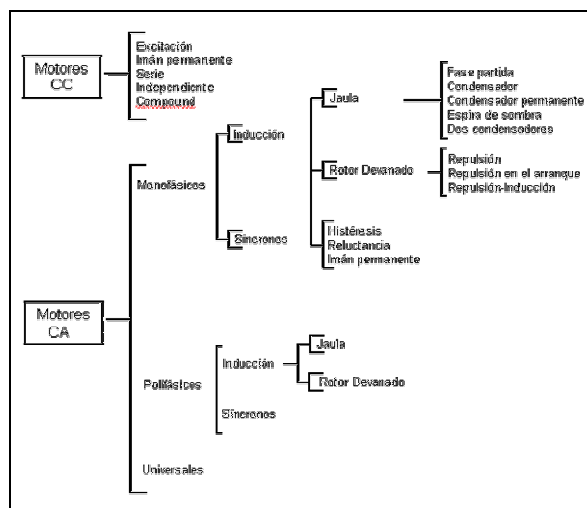 Motores
CC
Excitación
Imán permanente
Serie
Independiente
Compound
Motores
CA
Monofásicos
Inducción
Jaula
Fase partida
Condensador
Condensador permanente
Espira de sombra
Dos condensadores
Rotor Devanado
Repulsión
Repulsión en el arranque
Repulsión-Inducción
Síncronos
Histéresis
Reluctancia
Imán permanente
Polifásicos
Inducción
Jaula
Rotor Devanado
Síncronos
Universales